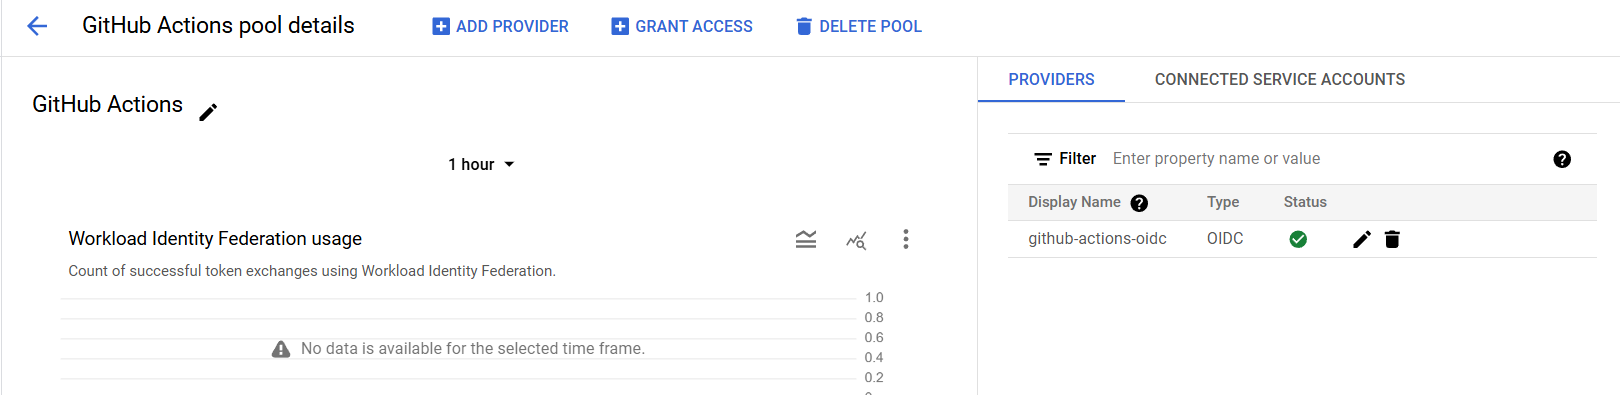 GitHub Actions pool details
ADD PROVIDER
GRANT ACCESS
DELETE POOL
GitHub Actions
1 hour
Workload Identity Federation usage
Count of successful token exchanges using Workload Identity Federation.
1.0
0.8
0.6
No data is available for the selected time frame.
0.4
0.2
PROVIDERS
CONNECTED SERVICE ACCOUNTS
Filter Enter property name or value
Display Name Type Status
github-actions-oidc OIDC